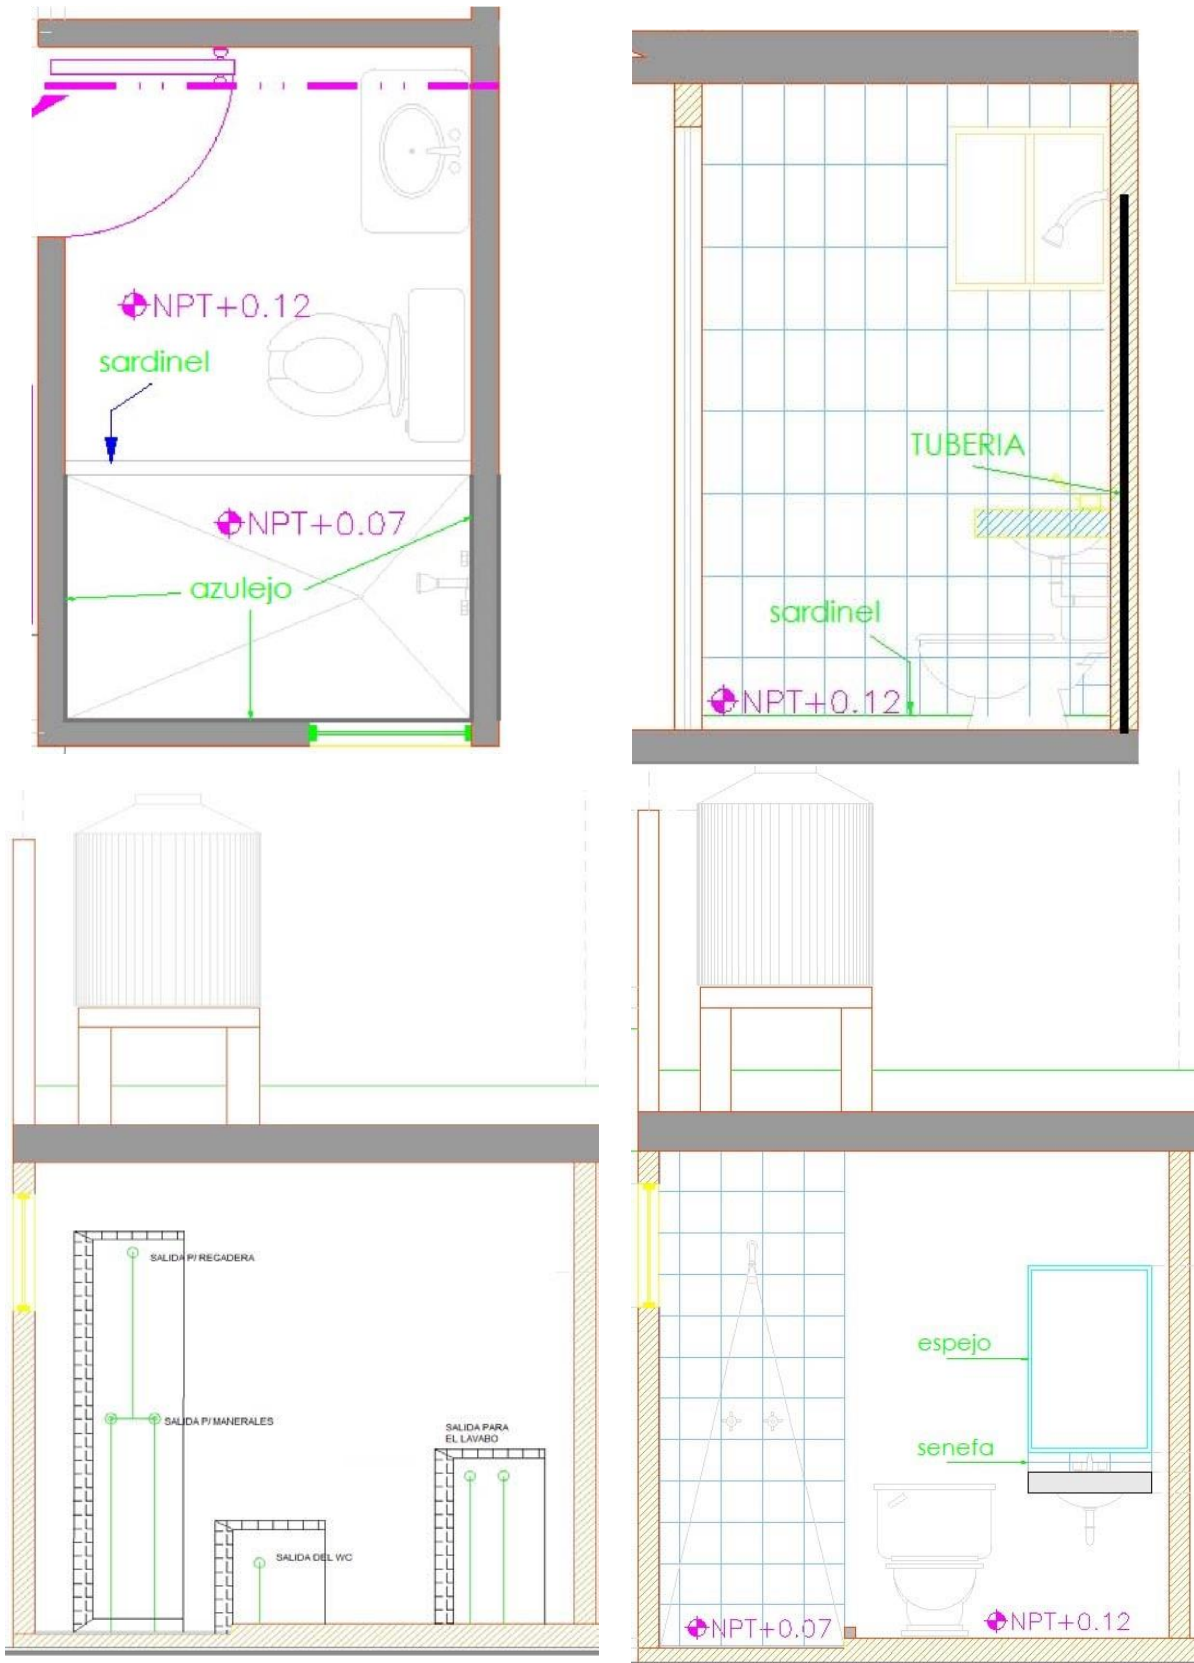 NPT+0.12
sardinel
NPT+0.07
azulejo
TUBERIA
sardinel
NPT+0.12
SALIDA P/ REGADERA
SALIDA P/ MANERALES
SALIDA PARA
EL LAVABO
SALIDA DEL WC
espejo
senefa
NPT+0.07
NPT+0.12